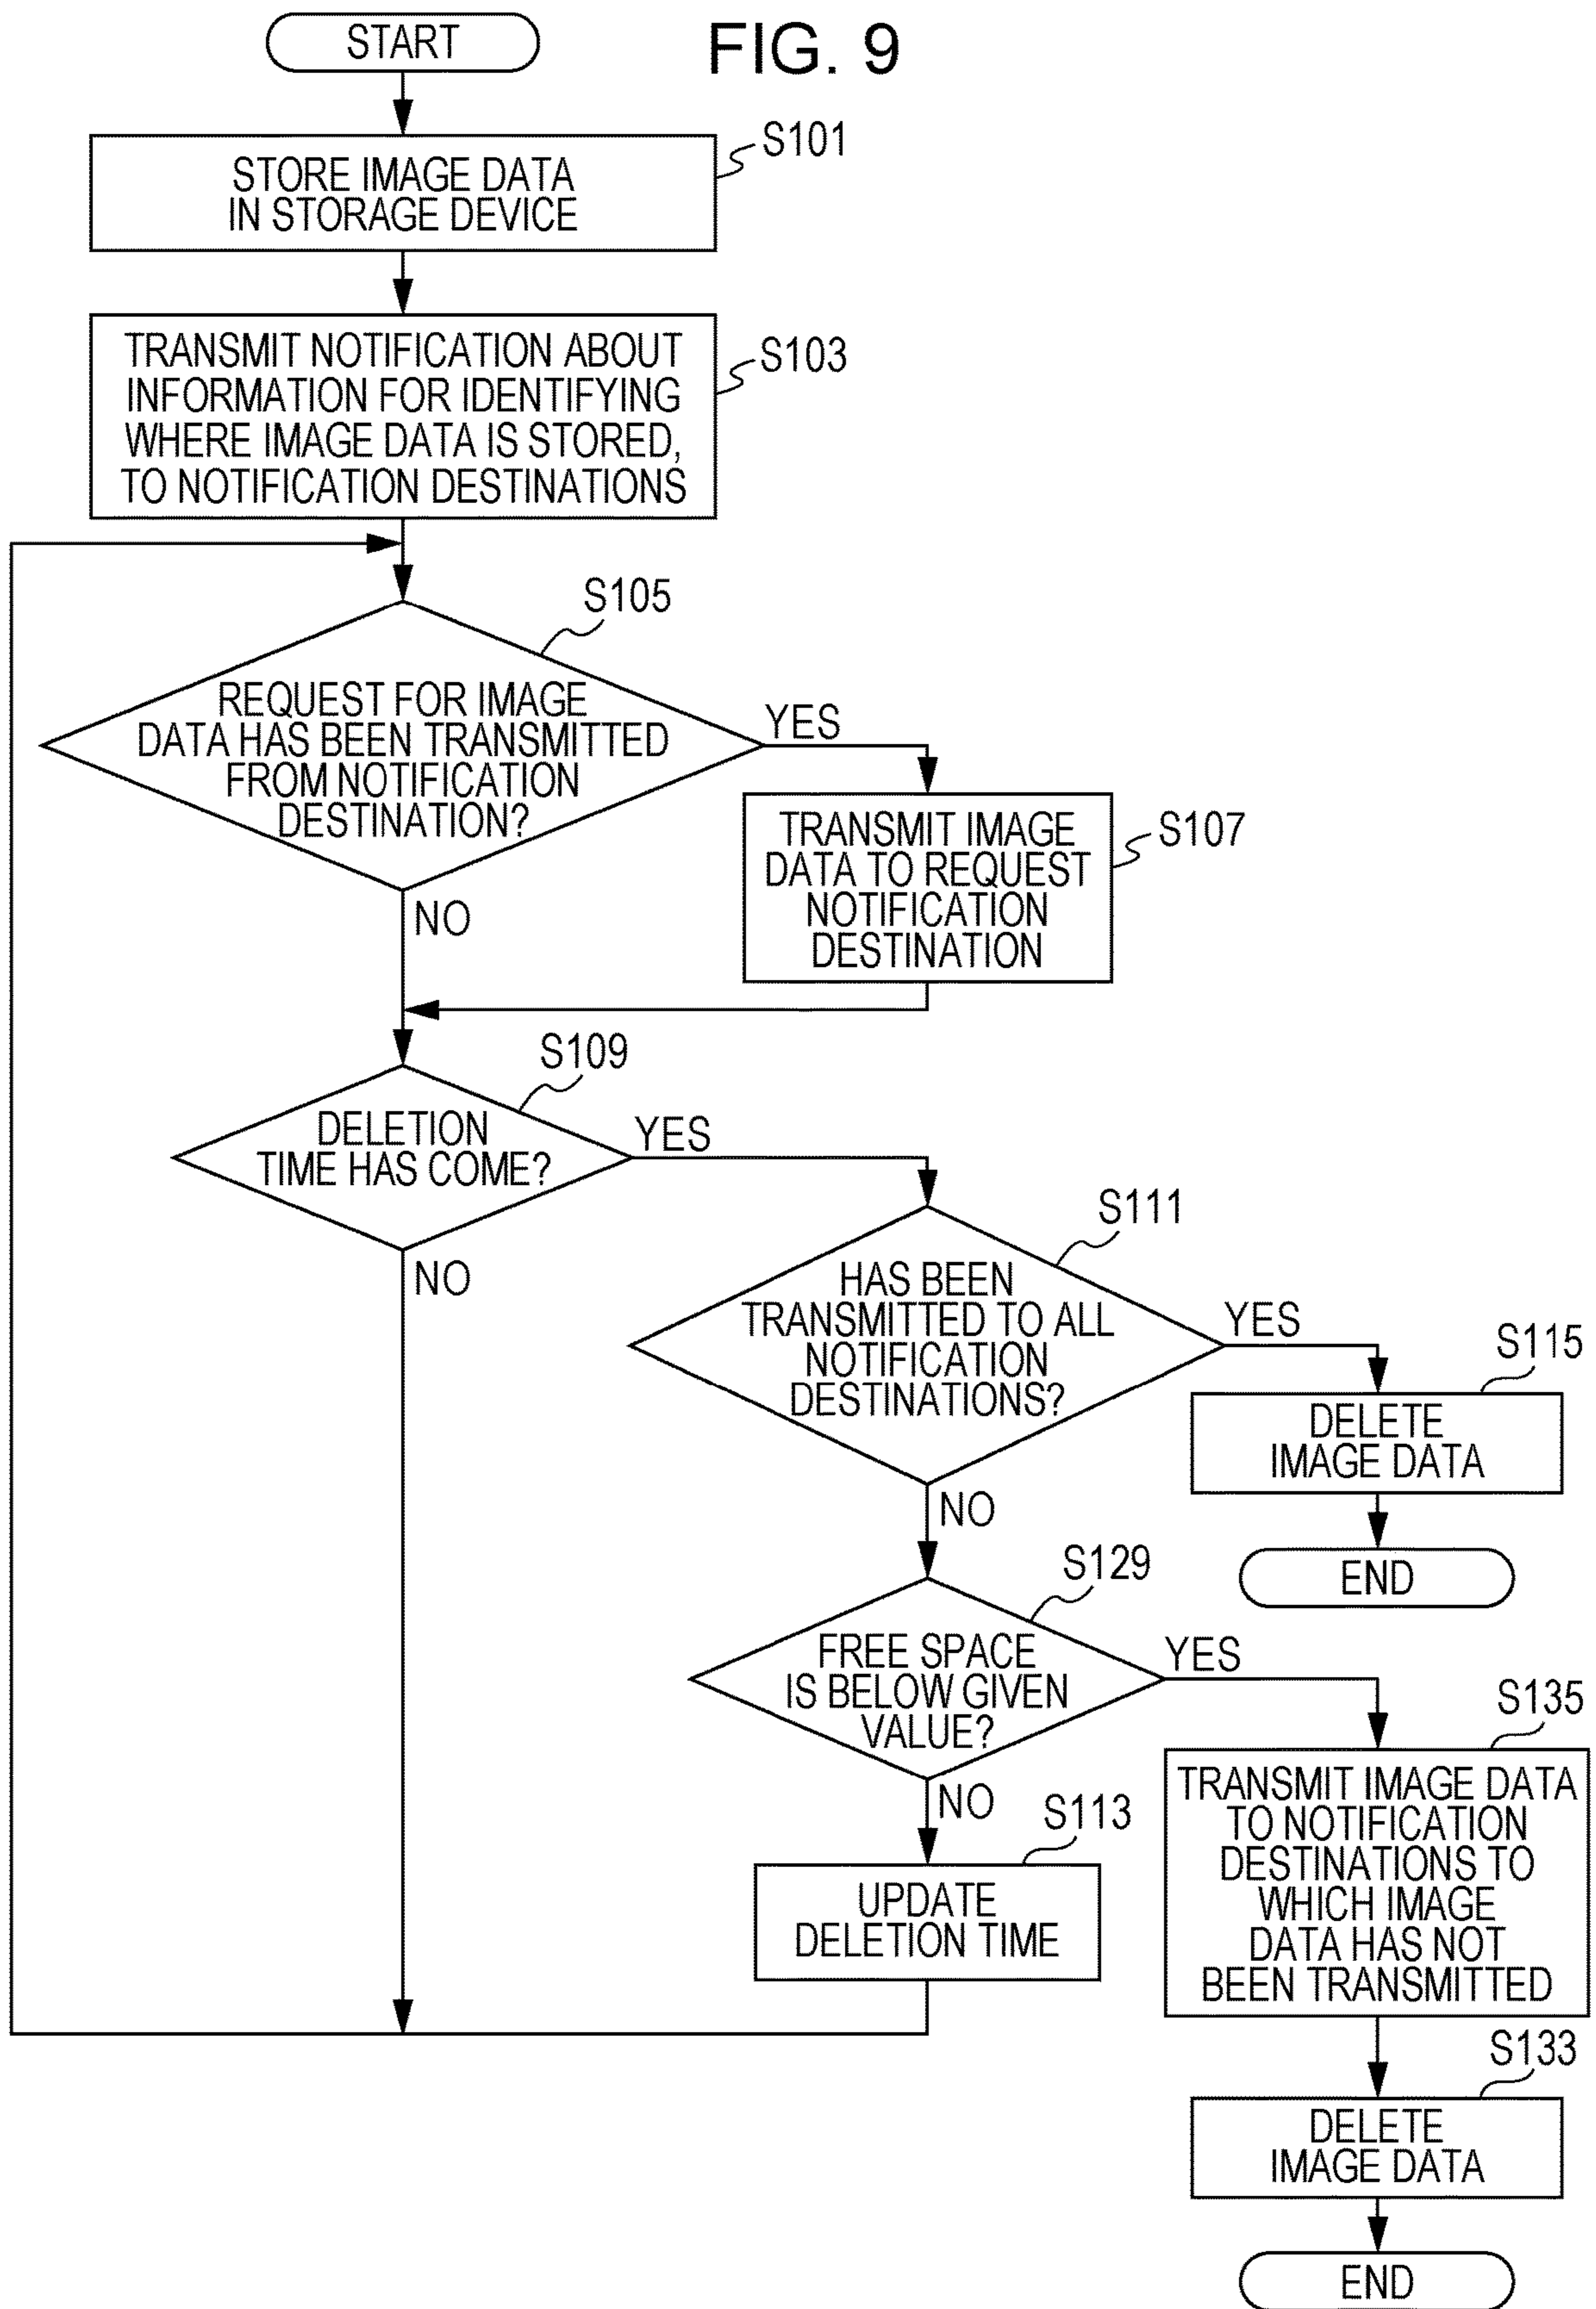 START
FIG. 9
S101
STORE IMAGE DATA
IN STORAGE DEVICE
S103
TRANSMIT NOTIFICATION ABOUT
INFORMATION FOR IDENTIFYING
WHERE IMAGE DATA IS STORED,
TO NOTIFICATION DESTINATIONS
S105
REQUEST FOR IMAGE
DATA HAS BEEN TRANSMITTED
FROM NOTIFICATION
DESTINATION?
YES
NO
S107
TRANSMIT IMAGE
DATA TO REQUEST
NOTIFICATION
DESTINATION
S109
DELETION
TIME HAS COME?
YES
NO
S111
HAS BEEN
TRANSMITTED TO ALL
NOTIFICATION
DESTINATIONS?
YES
NO
S115
DELETE
IMAGE DATA
END
S129
FREE SPACE
IS BELOW GIVEN
VALUE?
YES
NO
S113
UPDATE
DELETION TIME
S135
TRANSMIT IMAGE DATA
TO NOTIFICATION
DESTINATIONS TO
WHICH IMAGE
DATA HAS NOT
BEEN TRANSMITTED
S133
DELETE
IMAGE DATA
END